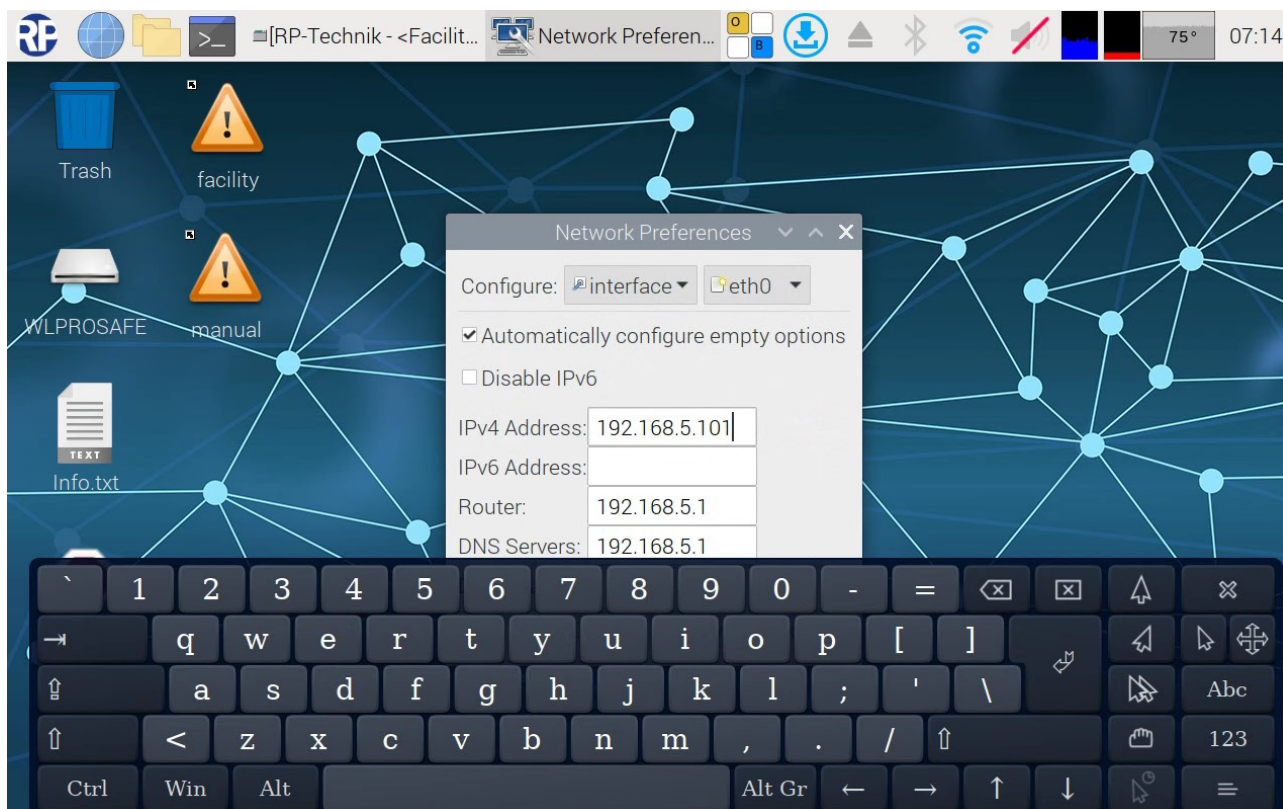 RP
>_
[RP-Technik - <Facilit...
Network Preferen...
O
B
75°
07:14
Trash
facility
WLPROSAFE
manual
TEXT
Info.txt
Network Preferences
Configure: interface eth0
Automatically configure empty options
Disable IPv6
IPv4 Address: 192.168.5.101
IPv6 Address:
Router: 192.168.5.1
DNS Servers: 192.168.5.1
` 1 2 3 4 5 6 7 8 9 0 - =
q w e r t y u i o p [ ]
a s d f g h j k l ; ' \ Abc
< z x c v b n m , . / 123
Ctrl Win Alt Alt Gr ← → ↑ ↓